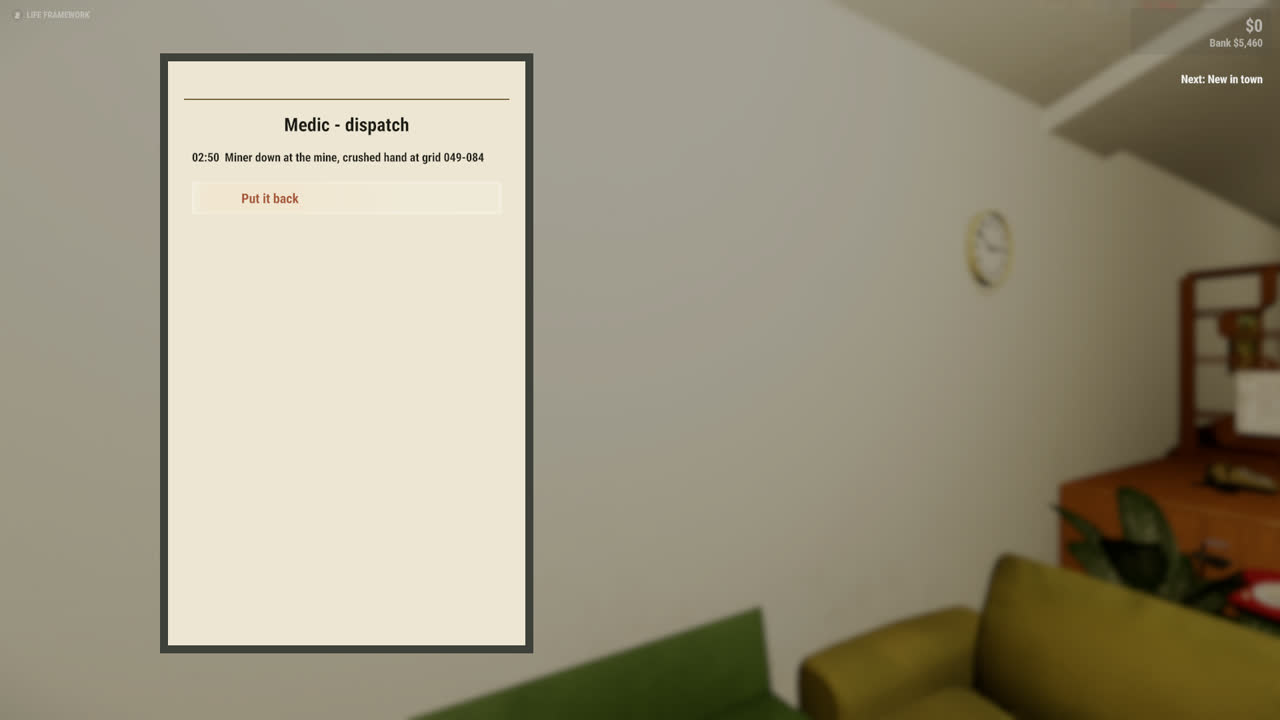 LIFE FRAMEWORK
$0
Bank $5,460
Next: New in town
Medic - dispatch
02:50 Miner down at the mine, crushed hand at grid 049-084
Put it back